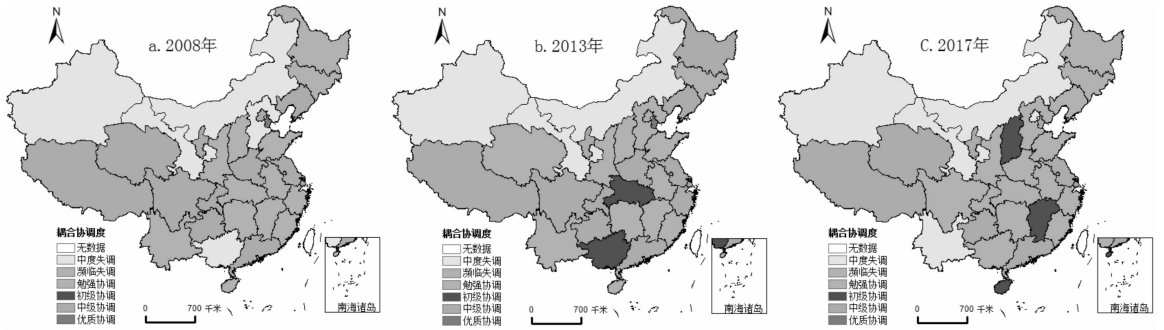 N
a. 2008年
耦合协调度
无数据
中度失调
濒临失调
勉强协调
初级协调
中级协调
优质协调
0 700 千米
南海诸岛
N
b. 2013年
耦合协调度
无数据
中度失调
濒临失调
勉强协调
初级协调
中级协调
优质协调
0 700 千米
南海诸岛
N
C. 2017年
耦合协调度
无数据
中度失调
濒临失调
勉强协调
初级协调
中级协调
优质协调
0 700 千米
南海诸岛